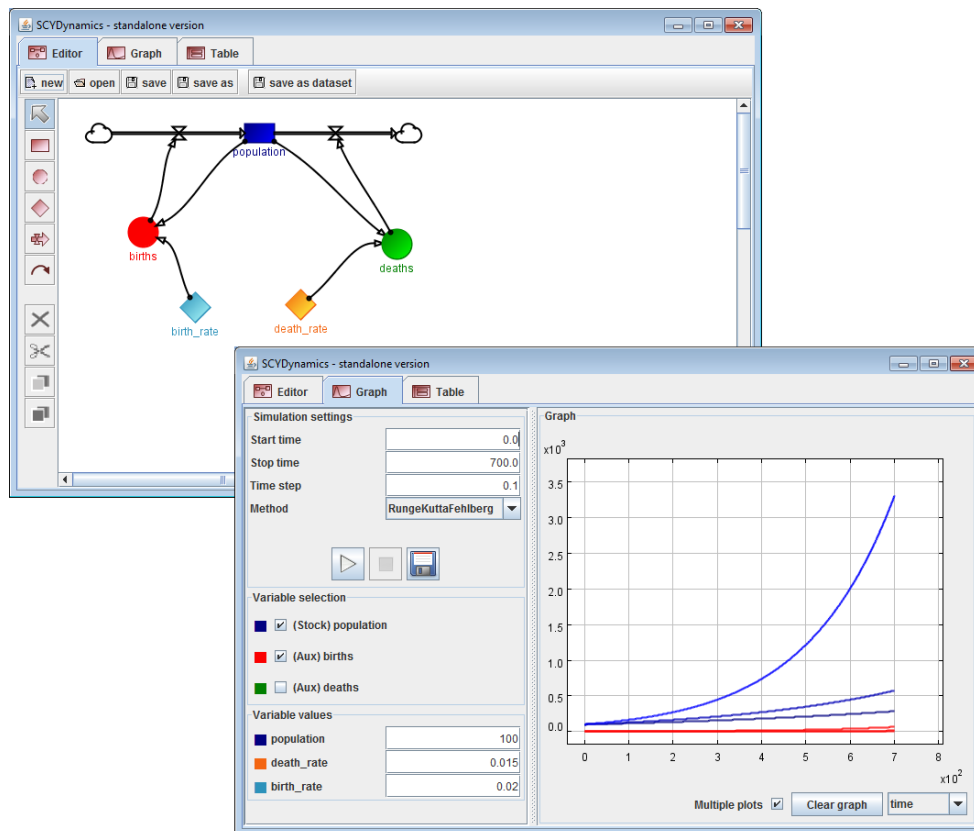 SCYDynamics - standalone version
Editor Graph Table
new open save save as save as dataset
population
births
deaths
birth_rate
death_rate
SCYDynamics - standalone version
Editor Graph Table
Simulation settings
Start time 0.0
Stop time 700.0
Time step 0.1
Method RungeKuttaFehlberg
Variable selection
(Stock) population
(Aux) births
(Aux) deaths
Variable values
population 100
death_rate 0.015
birth_rate 0.02
Graph
x10^3
3.5
3.0
2.5
2.0
1.5
1.0
0.5
0.0
0 1 2 3 4 5 6 7 8
x10^2
Multiple plots Clear graph time